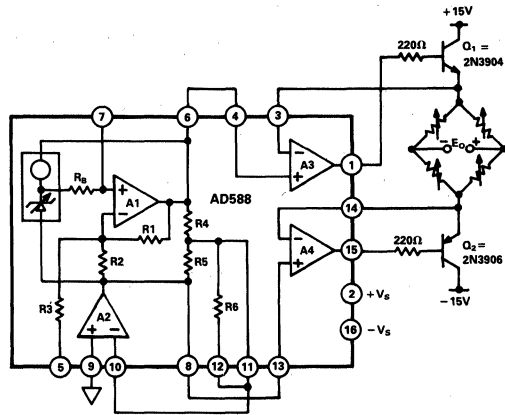 +15V
220Ω
Q1 =
2N3904
7
6
4
3
RB
+
−
A1
AD588
−
+
A3
1
− EO +
R4
14
R1
R2
R5
−
+
A4
15
220Ω
Q2 =
2N3906
R3
A2
+
−
R6
2
+VS
−15V
16
−VS
5
9
10
8
12
11
13